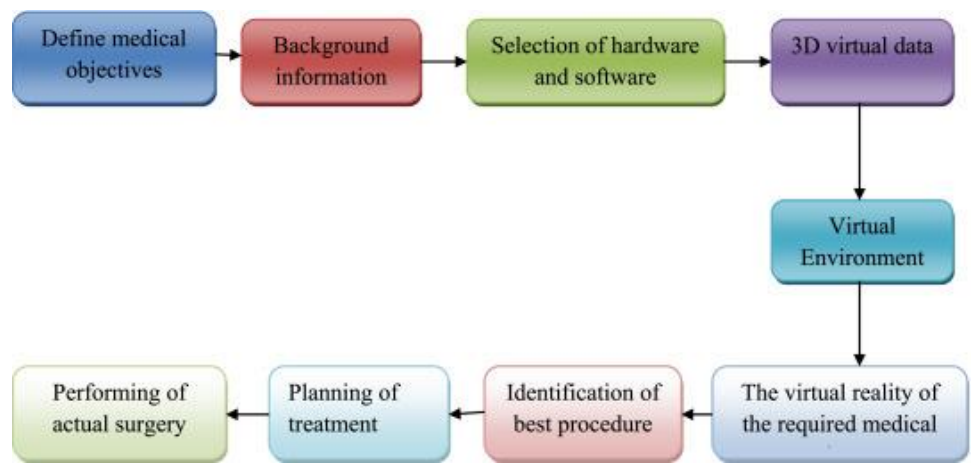 Define medical
objectives
Background
information
Selection of hardware
and software
3D virtual data
Virtual
Environment
The virtual reality of
the required medical
Identification of
best procedure
Planning of
treatment
Performing of
actual surgery